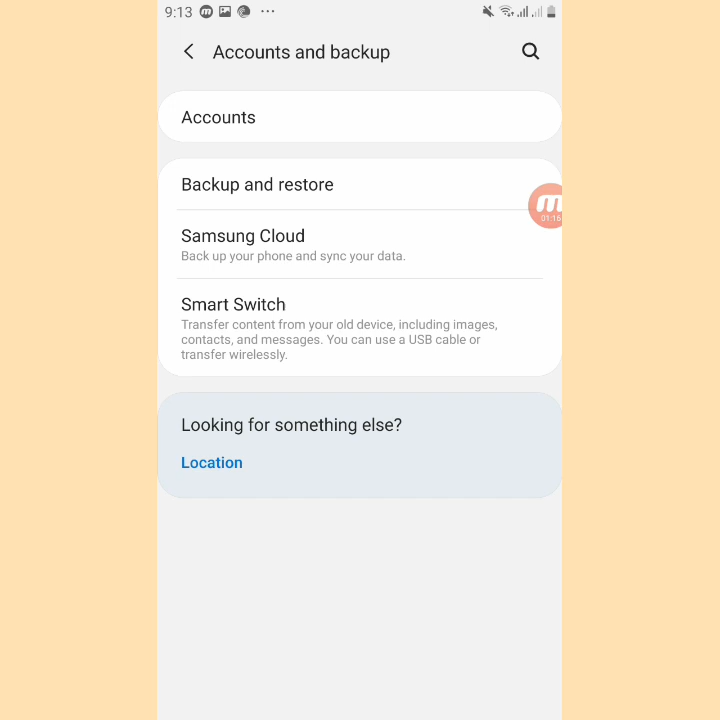 9:13
Accounts and backup
Accounts
Backup and restore
01:16
Samsung Cloud
Back up your phone and sync your data.
Smart Switch
Transfer content from your old device, including images,
contacts, and messages. You can use a USB cable or
transfer wirelessly.
Looking for something else?
Location